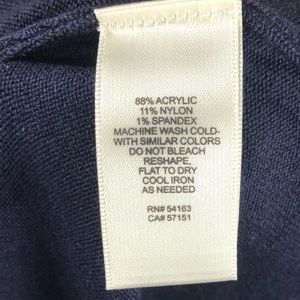 88% ACRYLIC
11% NYLON
1% SPANDEX
MACHINE WASH COLD-
WITH SIMILAR COLORS
DO NOT BLEACH
RESHAPE,
FLAT TO DRY
COOL IRON
AS NEEDED
RN# 54163
CA# 57151